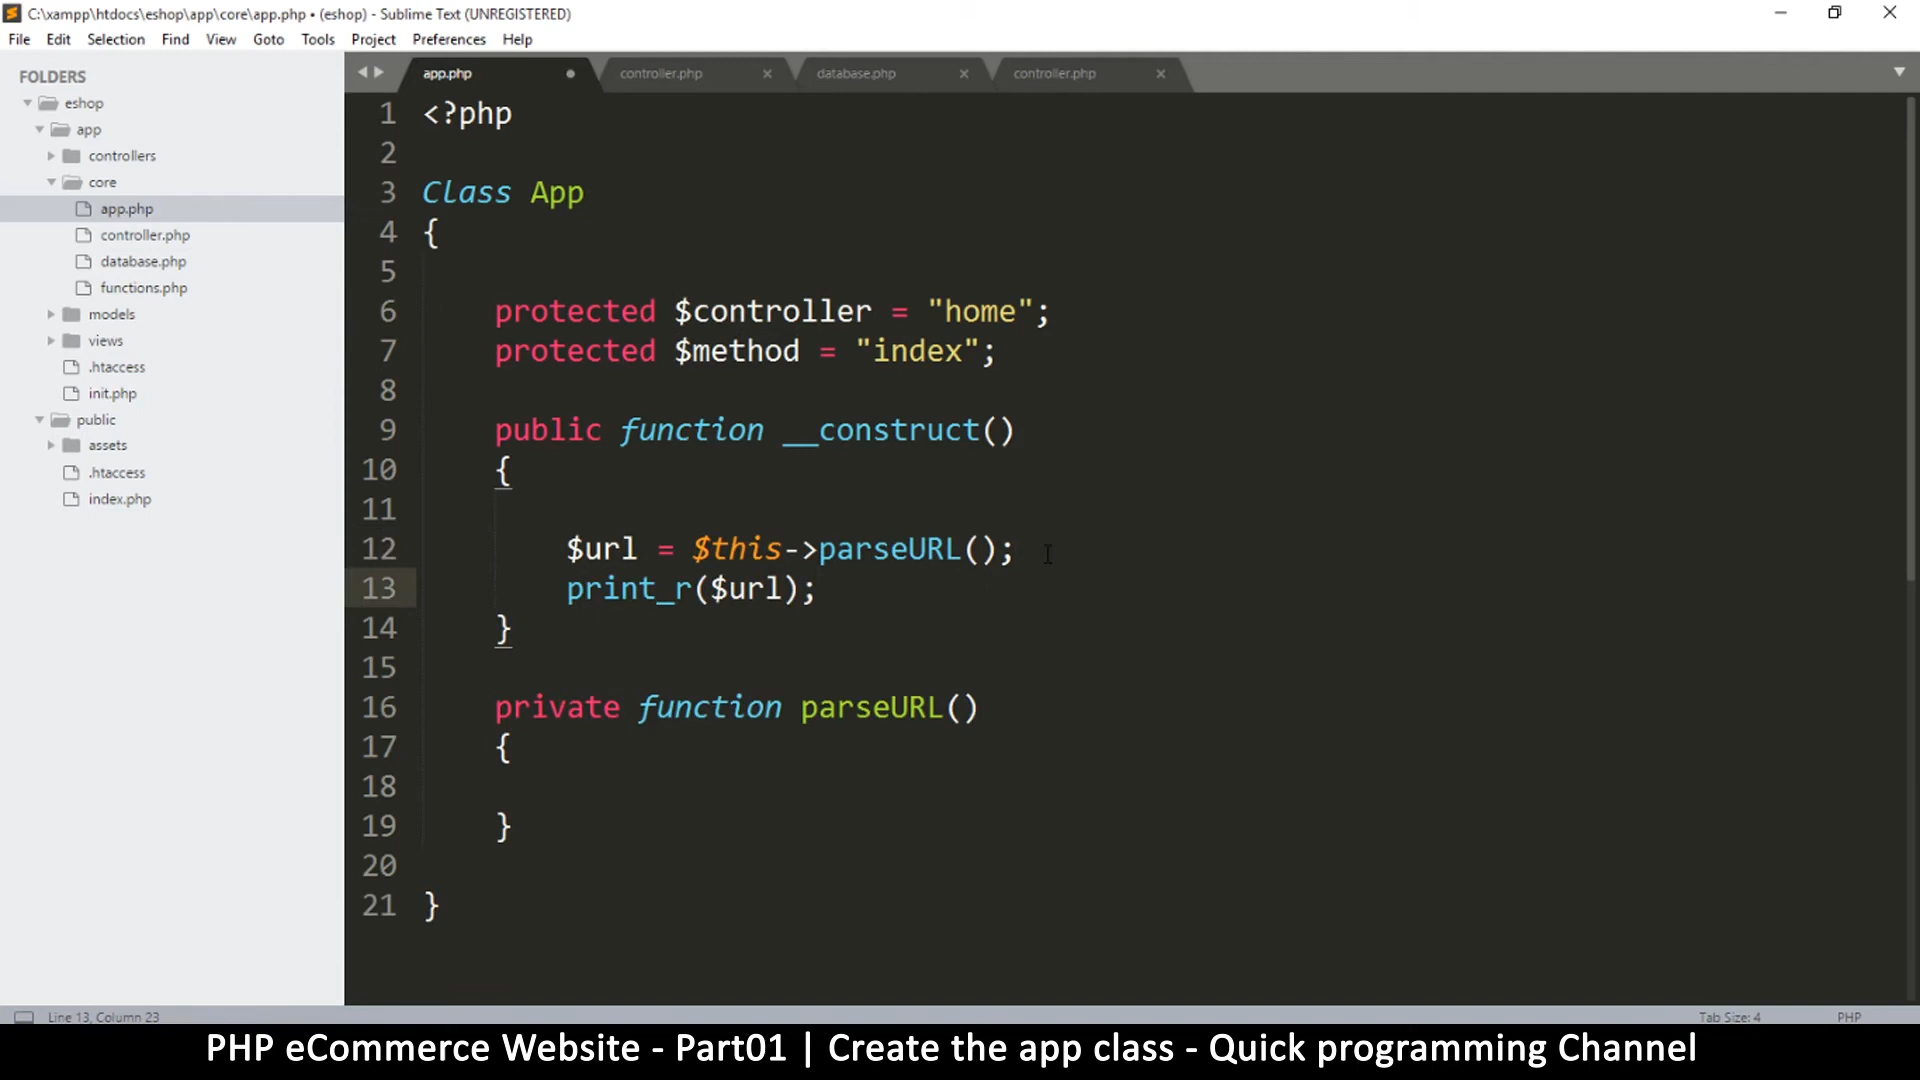 C:\xampp\htdocs\eshop\app\core\app.php • (eshop) - Sublime Text (UNREGISTERED)
File Edit Selection Find View Goto Tools Project Preferences Help
FOLDERS
eshop
app
controllers
core
app.php
controller.php
database.php
functions.php
models
views
.htaccess
init.php
public
assets
.htaccess
index.php
app.php controller.php database.php controller.php
1 <?php
2
3 Class App
4 {
5
6 protected $controller = "home";
7 protected $method = "index";
8
9 public function __construct()
10 {
11
12 $url = $this->parseURL();
13 print_r($url);
14 }
15
16 private function parseURL()
17 {
18
19 }
20
21 }
Line 13, Column 23 Tab Size: 4 PHP
PHP eCommerce Website - Part01 | Create the app class - Quick programming Channel